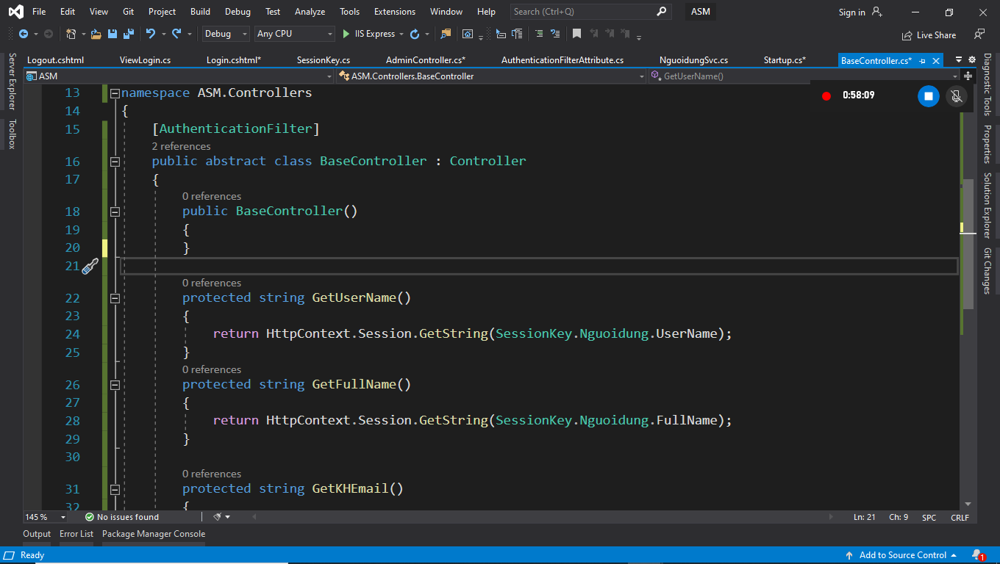 File Edit View Git Project Build Debug Test Analyze Tools Extensions Window Help Search (Ctrl+Q) ASM Sign in
Debug Any CPU IIS Express Live Share
Logout.cshtml ViewLogin.cs Login.cshtml* SessionKey.cs AdminController.cs* AuthenticationFilterAttribute.cs NguoidungSvc.cs Startup.cs* BaseController.cs*
ASM ASM.Controllers.BaseController GetUserName()
0:58:09
Server Explorer
Toolbox
13 namespace ASM.Controllers
14 {
15 [AuthenticationFilter]
2 references
16 public abstract class BaseController : Controller
17 {
0 references
18 public BaseController()
19 {
20 }
21
0 references
22 protected string GetUserName()
23 {
24 return HttpContext.Session.GetString(SessionKey.Nguoidung.UserName);
25 }
0 references
26 protected string GetFullName()
27 {
28 return HttpContext.Session.GetString(SessionKey.Nguoidung.FullName);
29 }
30
0 references
31 protected string GetKHEmail()
32 {
Diagnostic Tools
Properties
Solution Explorer
Git Changes
145 % No issues found Ln: 21 Ch: 9 SPC CRLF
Output Error List Package Manager Console
Ready Add to Source Control 1